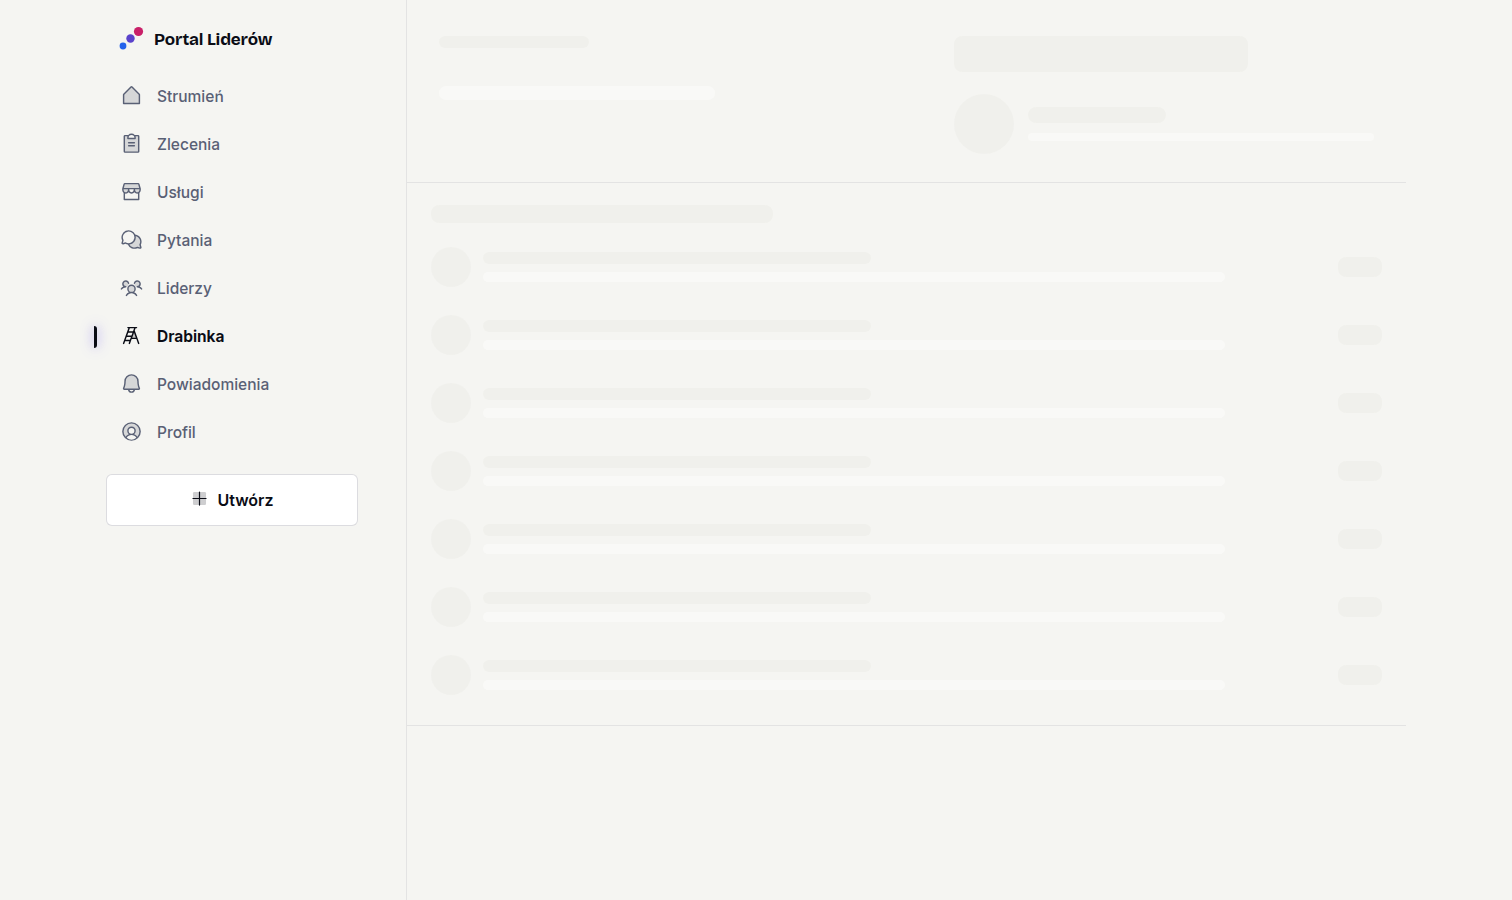 Portal Liderów
Strumień
Zlecenia
Usługi
Pytania
Liderzy
Drabinka
Powiadomienia
Profil
Utwórz